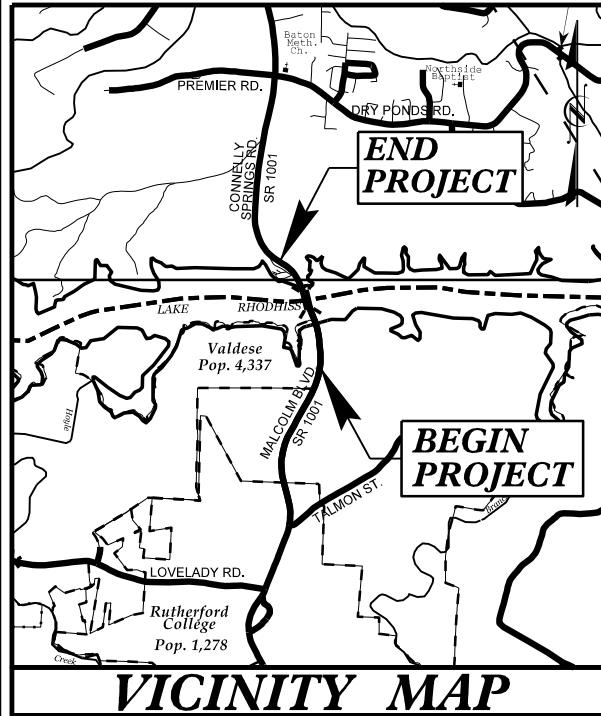 Baton
Meth.
Ch.
Northside
Baptist
PREMIER RD.
DRY PONDS RD.
N
END
PROJECT
CONNELLY
SPRINGS RD.
SR 1001
LAKE RHODHISS
Valdese
Pop. 4,337
MALCOLM BLVD.
SR 1001
Hoyle
BEGIN
PROJECT
TALMON ST.
LOVELADY RD.
Rutherford
College
Pop. 1,278
Creek
VICINITY MAP